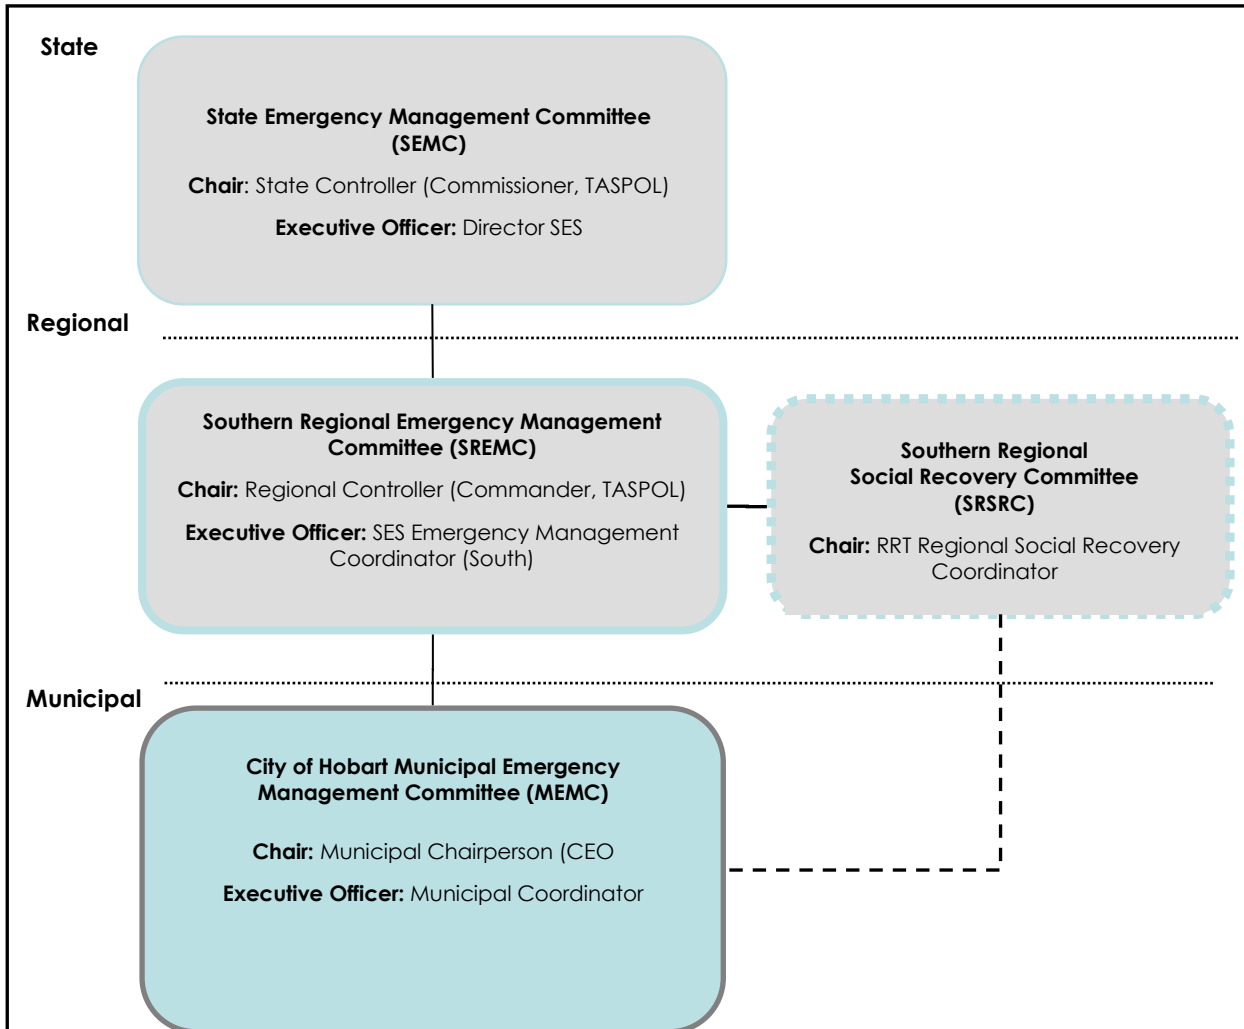 State
State Emergency Management Committee
(SEMC)
Chair: State Controller (Commissioner, TASPOL)
Executive Officer: Director SES
Regional
Southern Regional Emergency Management
Committee (SREMC)
Chair: Regional Controller (Commander, TASPOL)
Executive Officer: SES Emergency Management
Coordinator (South)
Southern Regional
Social Recovery Committee
(SRSRC)
Chair: RRT Regional Social Recovery
Coordinator
Municipal
City of Hobart Municipal Emergency
Management Committee (MEMC)
Chair: Municipal Chairperson (CEO
Executive Officer: Municipal Coordinator